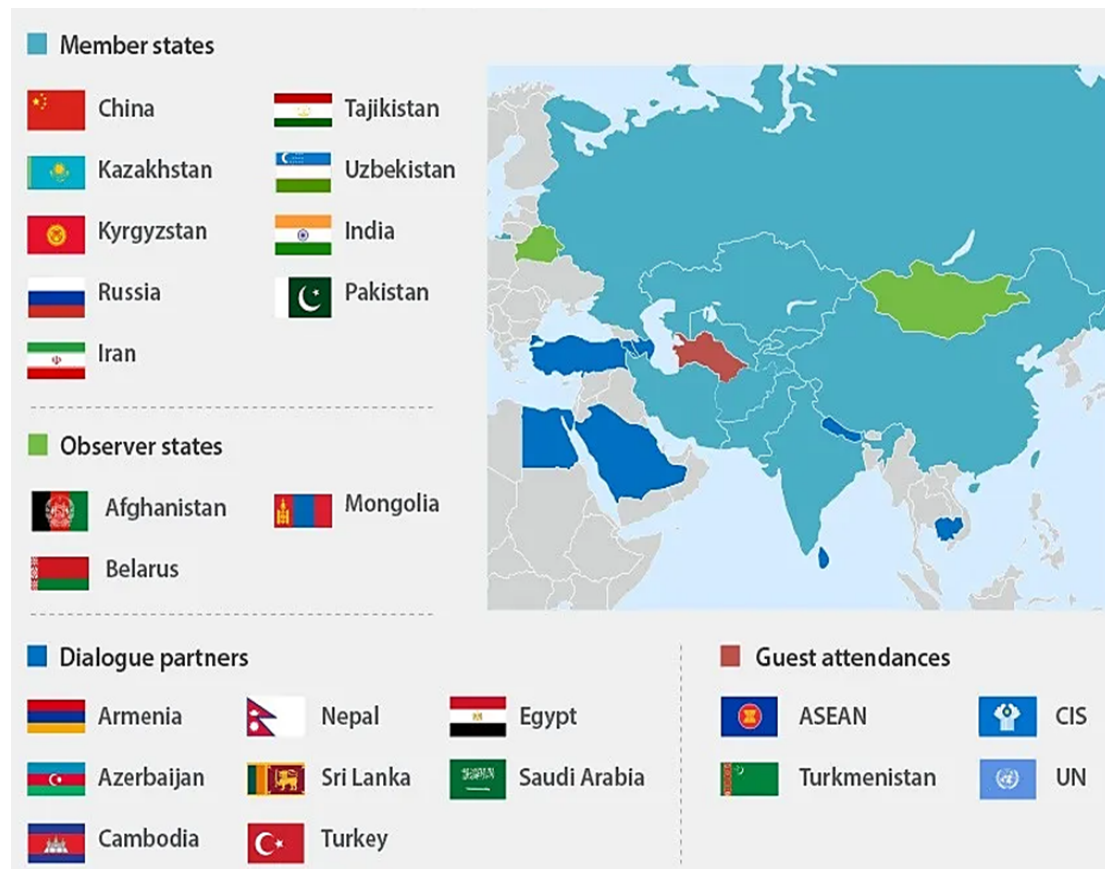 Member states
China
Tajikistan
Kazakhstan
Uzbekistan
Kyrgyzstan
India
Russia
Pakistan
Iran
Observer states
Afghanistan
Mongolia
Belarus
Dialogue partners
Armenia
Nepal
Egypt
Azerbaijan
Sri Lanka
Saudi Arabia
Cambodia
Turkey
Guest attendances
ASEAN
CIS
Turkmenistan
UN